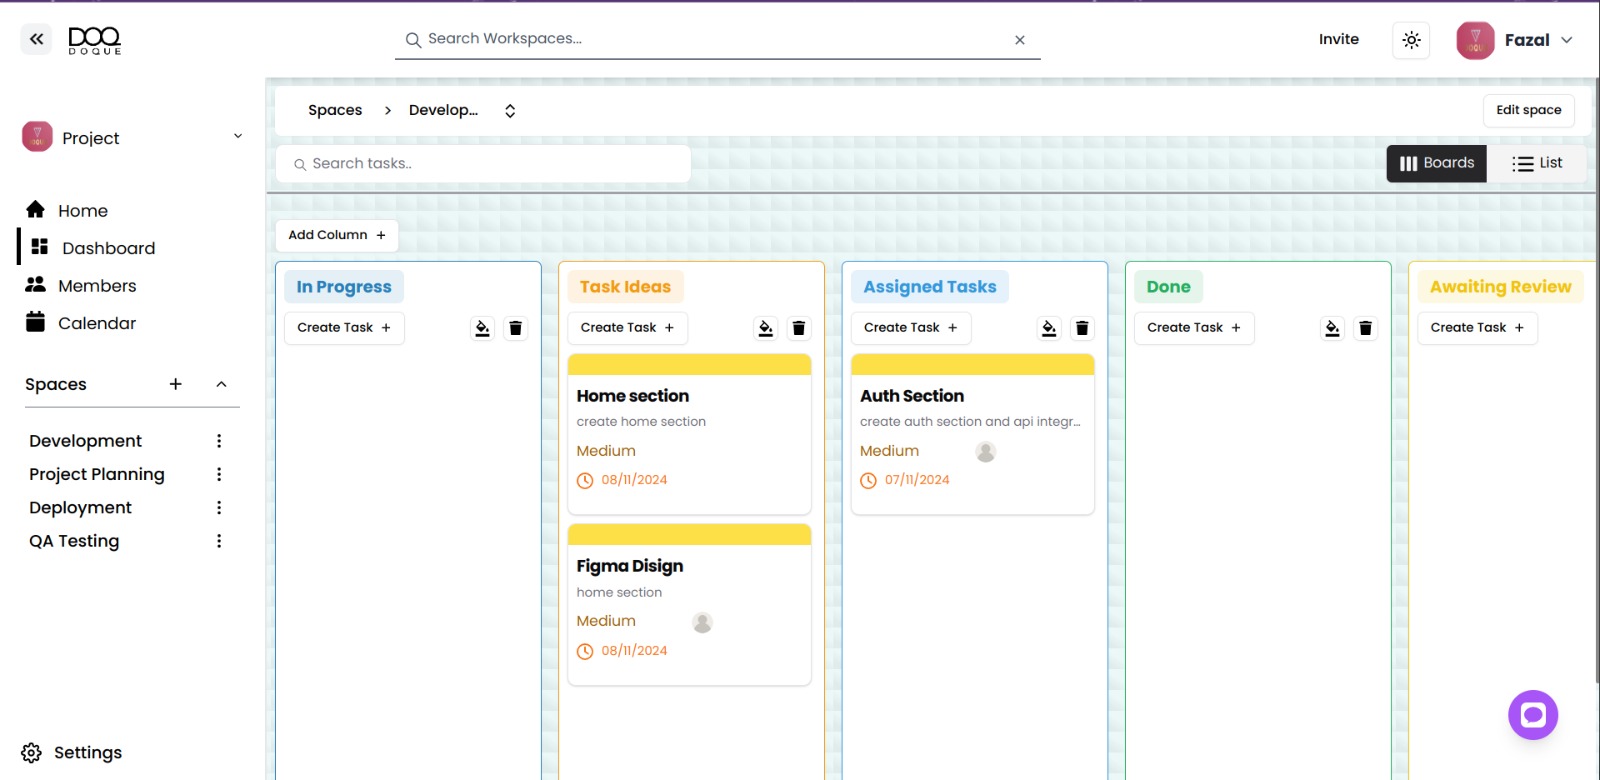 DOQ
DOQUE
Search Workspaces...
Invite
Fazal
Project
Home
Dashboard
Members
Calendar
Spaces
Development
Project Planning
Deployment
QA Testing
Settings
Spaces > Develop...
Edit space
Search tasks..
Boards
List
Add Column +
In Progress
Create Task +
Task Ideas
Create Task +
Home section
create home section
Medium
08/11/2024
Figma Disign
home section
Medium
08/11/2024
Assigned Tasks
Create Task +
Auth Section
create auth section and api integr...
Medium
07/11/2024
Done
Create Task +
Awaiting Review
Create Task +